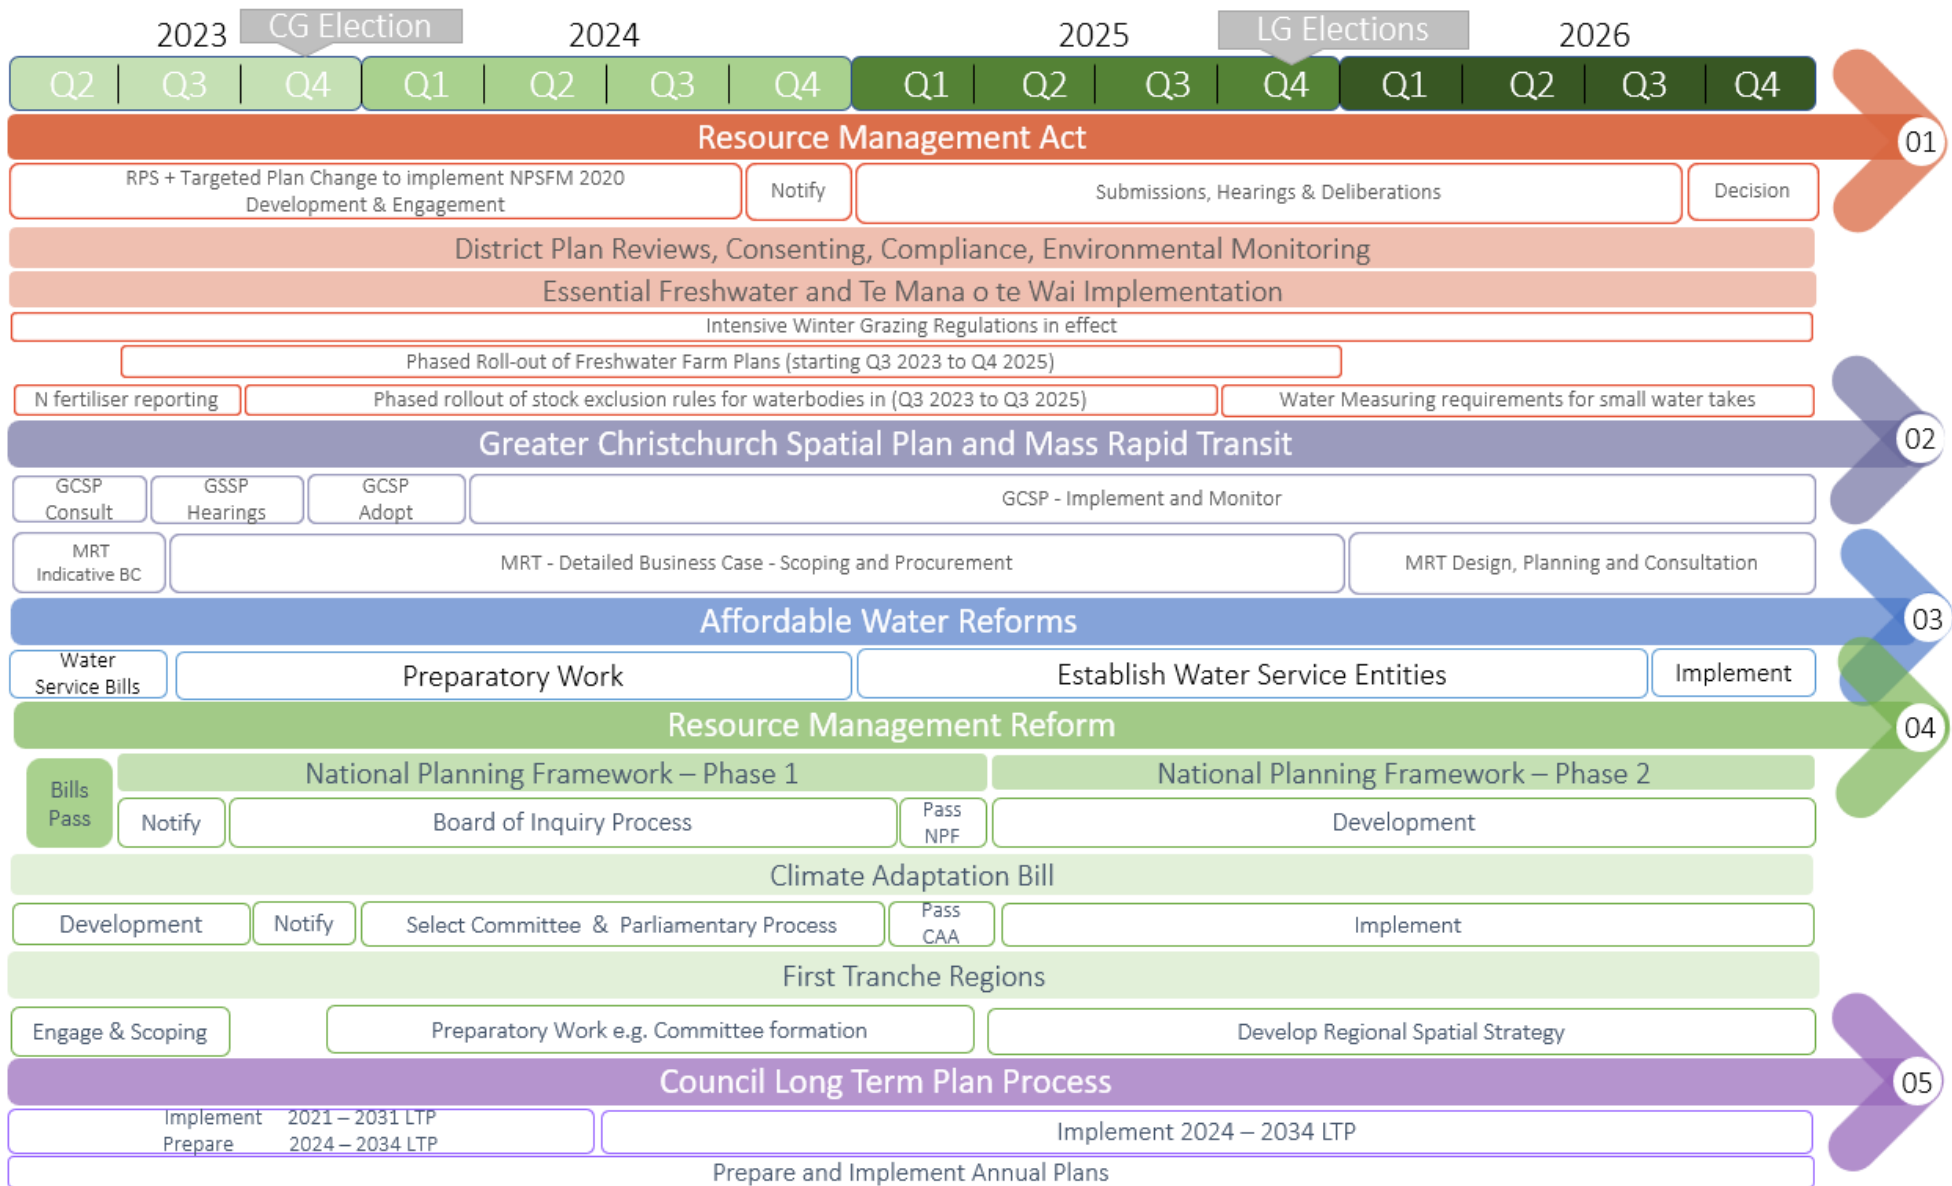 CG Election
LG Elections
2023
2024
2025
2026
Q2
Q3
Q4
Q1
Q2
Q3
Q4
Q1
Q2
Q3
Q4
Q1
Q2
Q3
Q4
Resource Management Act
01
RPS + Targeted Plan Change to implement NPSFM 2020
Development & Engagement
Notify
Submissions, Hearings & Deliberations
Decision
District Plan Reviews, Consenting, Compliance, Environmental Monitoring
Essential Freshwater and Te Mana o te Wai Implementation
Intensive Winter Grazing Regulations in effect
Phased Roll-out of Freshwater Farm Plans (starting Q3 2023 to Q4 2025)
N fertiliser reporting
Phased rollout of stock exclusion rules for waterbodies in (Q3 2023 to Q3 2025)
Water Measuring requirements for small water takes
Greater Christchurch Spatial Plan and Mass Rapid Transit
02
GCSP
Consult
GSSP
Hearings
GCSP
Adopt
GCSP - Implement and Monitor
MRT
Indicative BC
MRT - Detailed Business Case - Scoping and Procurement
MRT Design, Planning and Consultation
Affordable Water Reforms
03
Water
Service Bills
Preparatory Work
Establish Water Service Entities
Implement
Resource Management Reform
04
Bills
Pass
National Planning Framework – Phase 1
National Planning Framework – Phase 2
Notify
Board of Inquiry Process
Pass
NPF
Development
Climate Adaptation Bill
Development
Notify
Select Committee & Parliamentary Process
Pass
CAA
Implement
First Tranche Regions
Engage & Scoping
Preparatory Work e.g. Committee formation
Develop Regional Spatial Strategy
Council Long Term Plan Process
05
Implement 2021 – 2031 LTP
Prepare 2024 – 2034 LTP
Implement 2024 – 2034 LTP
Prepare and Implement Annual Plans